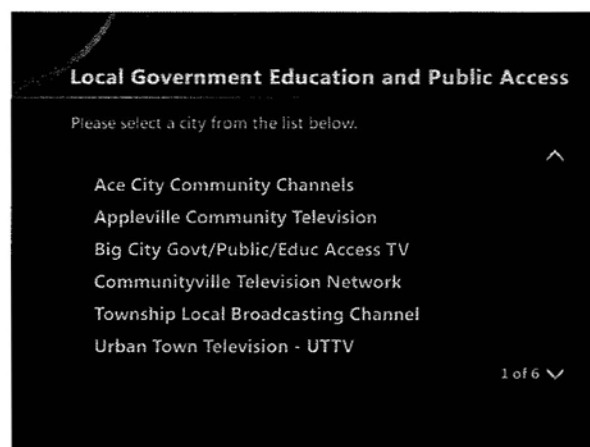 Local Government Education and Public Access
Please select a city from the list below.
Ace City Community Channels
Appleville Community Television
Big City Govt/Public/Educ Access TV
Communityville Television Network
Township Local Broadcasting Channel
Urban Town Television - UTTV
1 of 6